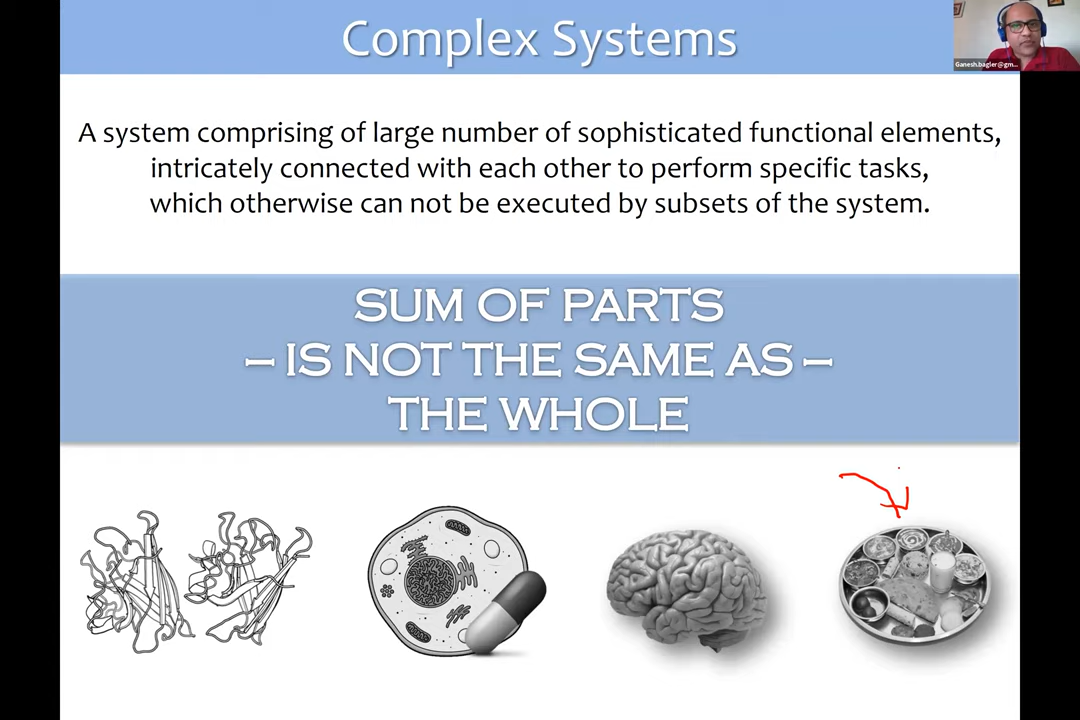 Complex Systems
Ganesh.bagler@gm...
A system comprising of large number of sophisticated functional elements,
intricately connected with each other to perform specific tasks,
which otherwise can not be executed by subsets of the system.
SUM OF PARTS
– IS NOT THE SAME AS –
THE WHOLE